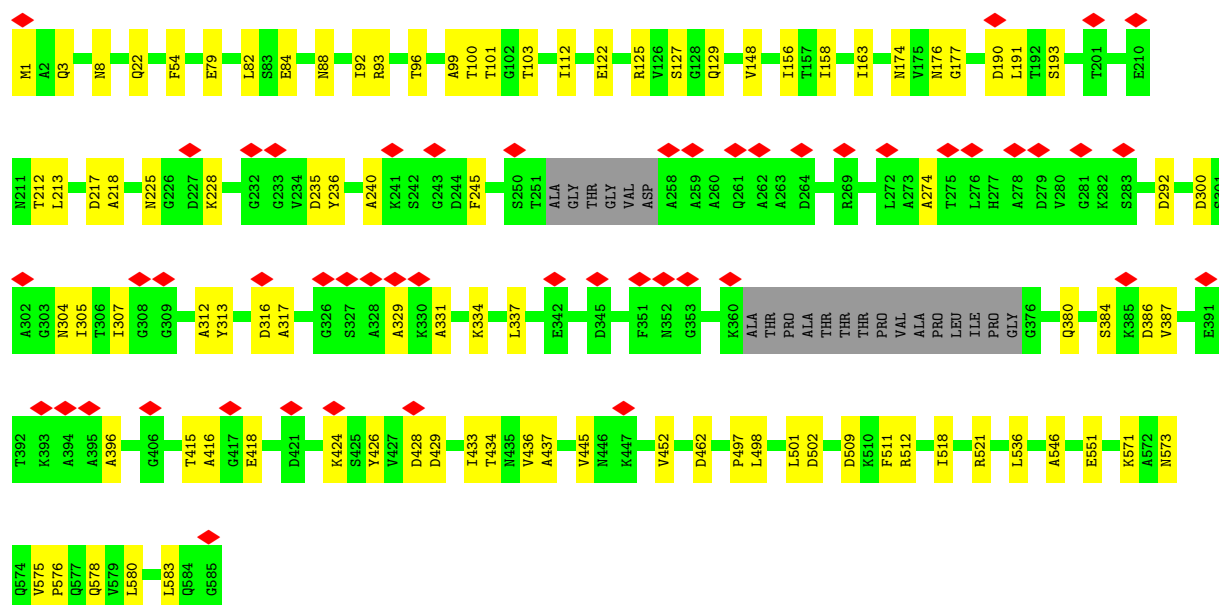 M1 A2 Q3 N8 Q22 F54 E79 L82 S83 E84 N88 I92 R93 T96 A99 T100 T101 G102 T103 I112 E122 R125 V126 S127 G128 Q129 V148 I156 T157 I158 I163 N174 V175 N176 G177 D190 L191 T192 S193 T201 E210
N211 T212 L213 D217 A218 N225 G226 D227 K228 G232 G233 V234 D235 Y236 A240 K241 S242 G243 D244 F245 S250 T251 ALA GLY THR GLY VAL ASP A258 A259 A260 Q261 A262 A263 D264 R269 L272 A273 A274 T275 L276 H277 A278 D279 V280 G281 K282 S283 D292 D300 S301
A302 G303 N304 I305 T306 I307 G308 G309 A312 Y313 D316 A317 G326 S327 A328 A329 K330 A331 K334 L337 E342 D345 F351 N352 G353 K360 ALA THR PRO ALA THR THR THR PRO VAL ALA PRO LEU ILE PRO GLY G376 Q380 S384 K385 D386 V387 E391
T392 K393 A394 A395 A396 G406 T415 A416 G417 E418 D421 K424 S425 Y426 V427 D428 D429 I433 T434 N435 V436 A437 V445 N446 K447 V452 D462 P497 L498 L501 D502 D509 K510 F511 R512 I518 R521 L536 A546 E551 K571 A572 N573
Q574 V575 P576 Q577 Q578 V579 L580 L583 Q584 G585